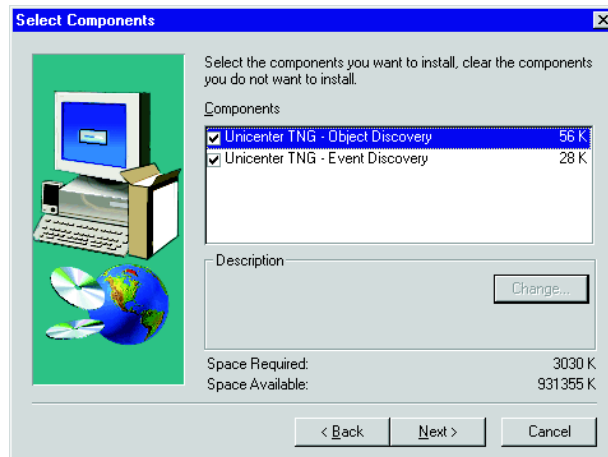 Select Components
Select the components you want to install, clear the components
you do not want to install.
Components
Unicenter TNG - Object Discovery 56 K
Unicenter TNG - Event Discovery 28 K
Description
Change...
Space Required: 3030 K
Space Available: 931355 K
< Back Next > Cancel